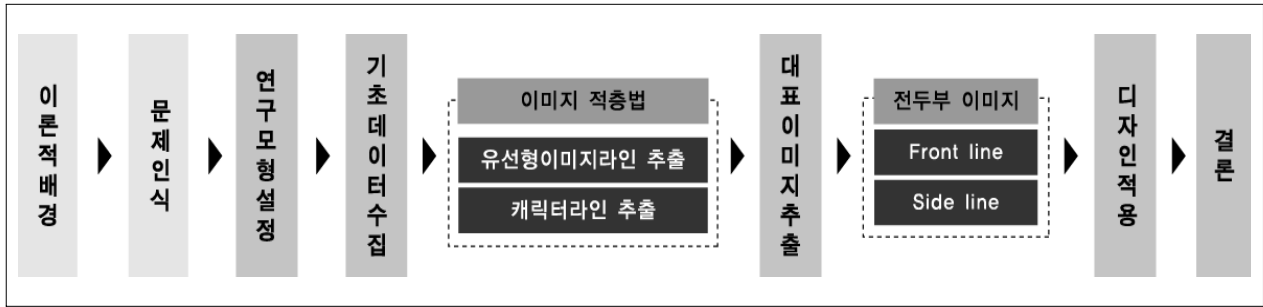 이론적배경
문제인식
연구모형설정
기초데이터수집
이미지 적층법
유선형이미지라인 추출
캐릭터라인 추출
대표이미지추출
전두부 이미지
Front line
Side line
디자인적용
결론